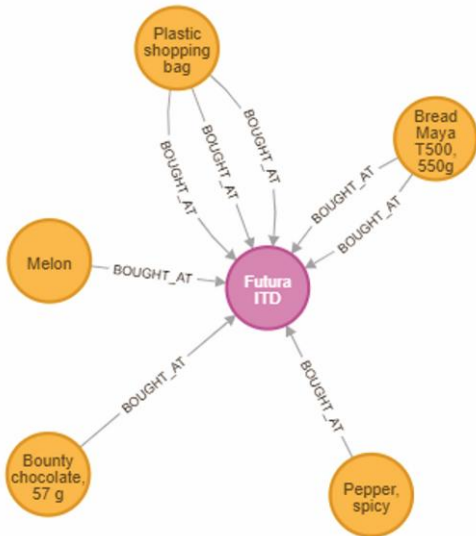 Plastic
shopping
bag
BOUGHT_AT
BOUGHT_AT
BOUGHT_AT
Bread
Maya
T500,
550g
BOUGHT_AT
BOUGHT_AT
Melon
BOUGHT_AT
Futura
ITD
BOUGHT_AT
Bounty
chocolate,
57 g
BOUGHT_AT
Pepper,
spicy